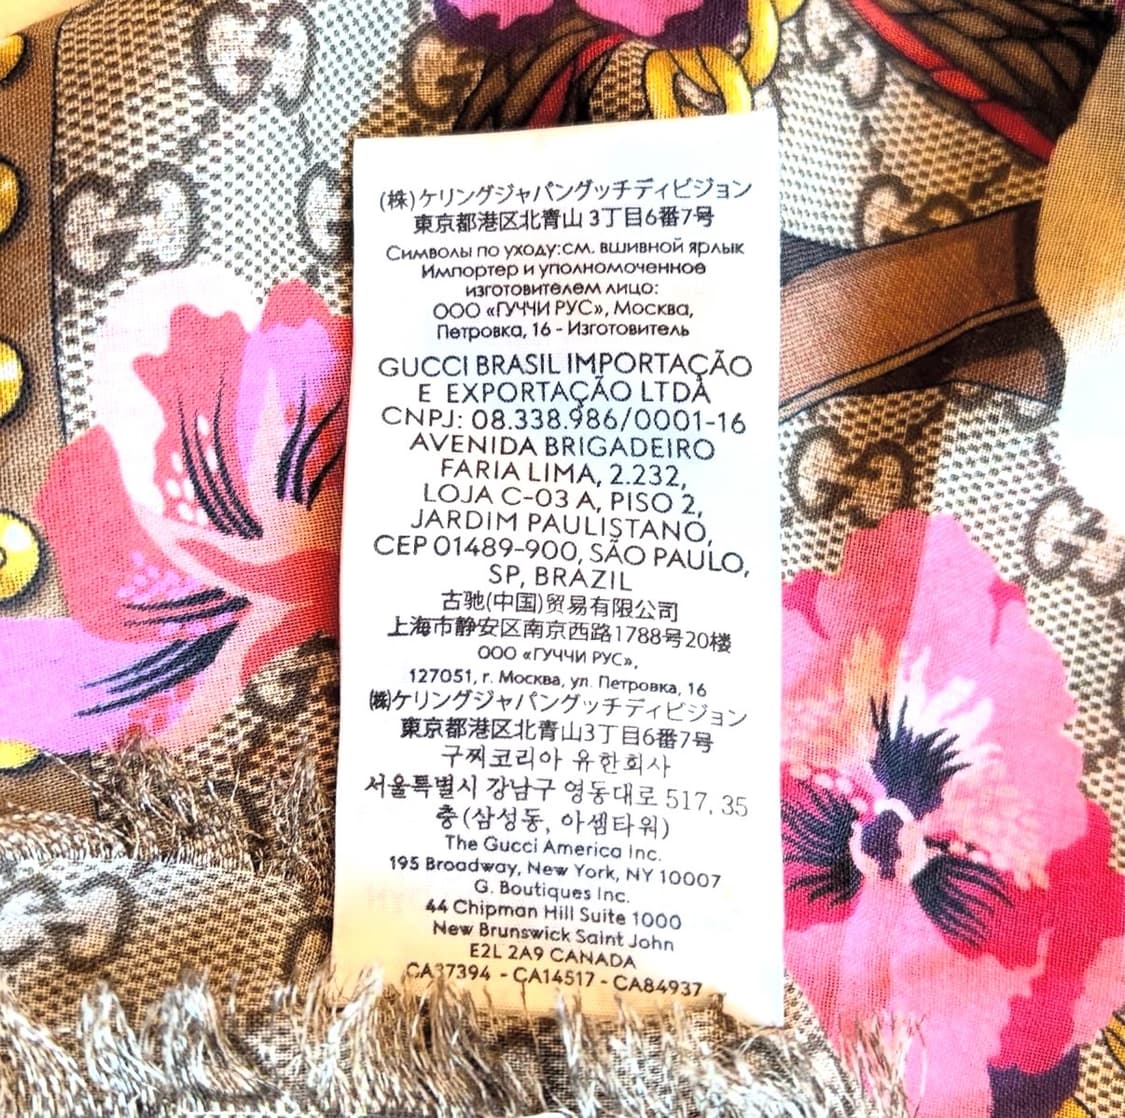 (株)ケリングジャパングッチディビジョン
東京都港区北青山 3丁目6番7号
Символы по уходу:см. вшивной ярлык
Импортер и уполномоченное
изготовителем лицо:
ООО «ГУЧЧИ РУС», Москва,
Петровка, 16 - Изготовитель
GUCCI BRASIL IMPORTAÇÃO
E EXPORTAÇÃO LTDA
CNPJ: 08.338.986/0001-16
AVENIDA BRIGADEIRO
FARIA LIMA, 2.232,
LOJA C-03 A, PISO 2,
JARDIM PAULISTANO,
CEP 01489-900, SÃO PAULO,
SP, BRAZIL
古驰(中国)贸易有限公司
上海市静安区南京西路1788号20楼
ООО «ГУЧЧИ РУС»,
127051, г. Москва, ул. Петровка, 16
㈱ケリングジャパングッチディビジョン
東京都港区北青山3丁目6番7号
구찌코리아 유한회사
서울특별시 강남구 영동대로 517, 35
층(삼성동, 아셈타워)
The Gucci America Inc.
195 Broadway, New York, NY 10007
G. Boutiques Inc.
44 Chipman Hill Suite 1000
New Brunswick Saint John
E2L 2A9 CANADA
CA37394 - CA14517 - CA84937